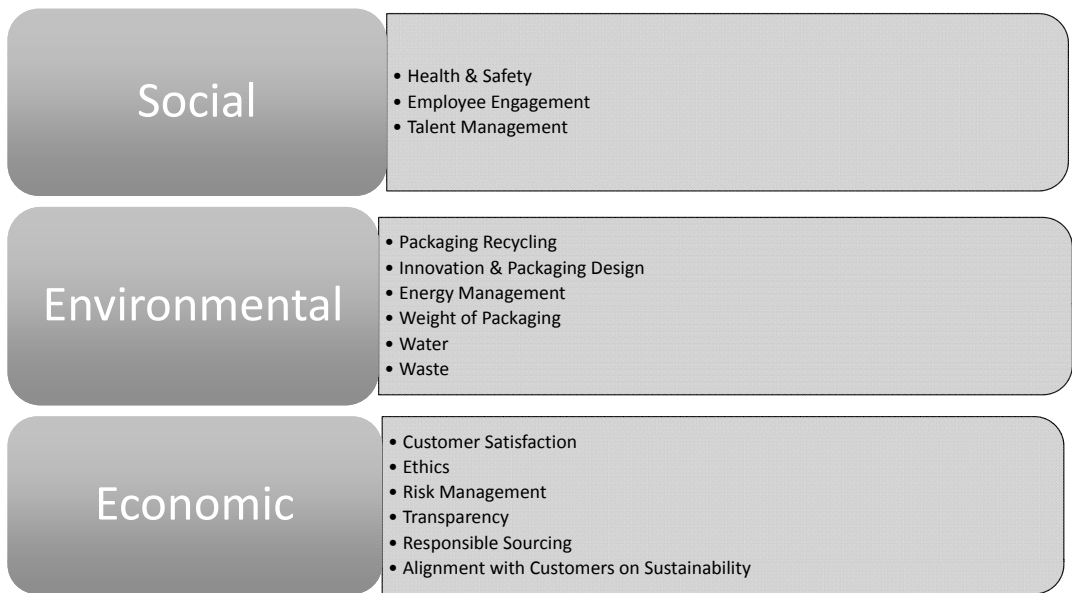 Social
• Health & Safety
• Employee Engagement
• Talent Management
Environmental
• Packaging Recycling
• Innovation & Packaging Design
• Energy Management
• Weight of Packaging
• Water
• Waste
Economic
• Customer Satisfaction
• Ethics
• Risk Management
• Transparency
• Responsible Sourcing
• Alignment with Customers on Sustainability